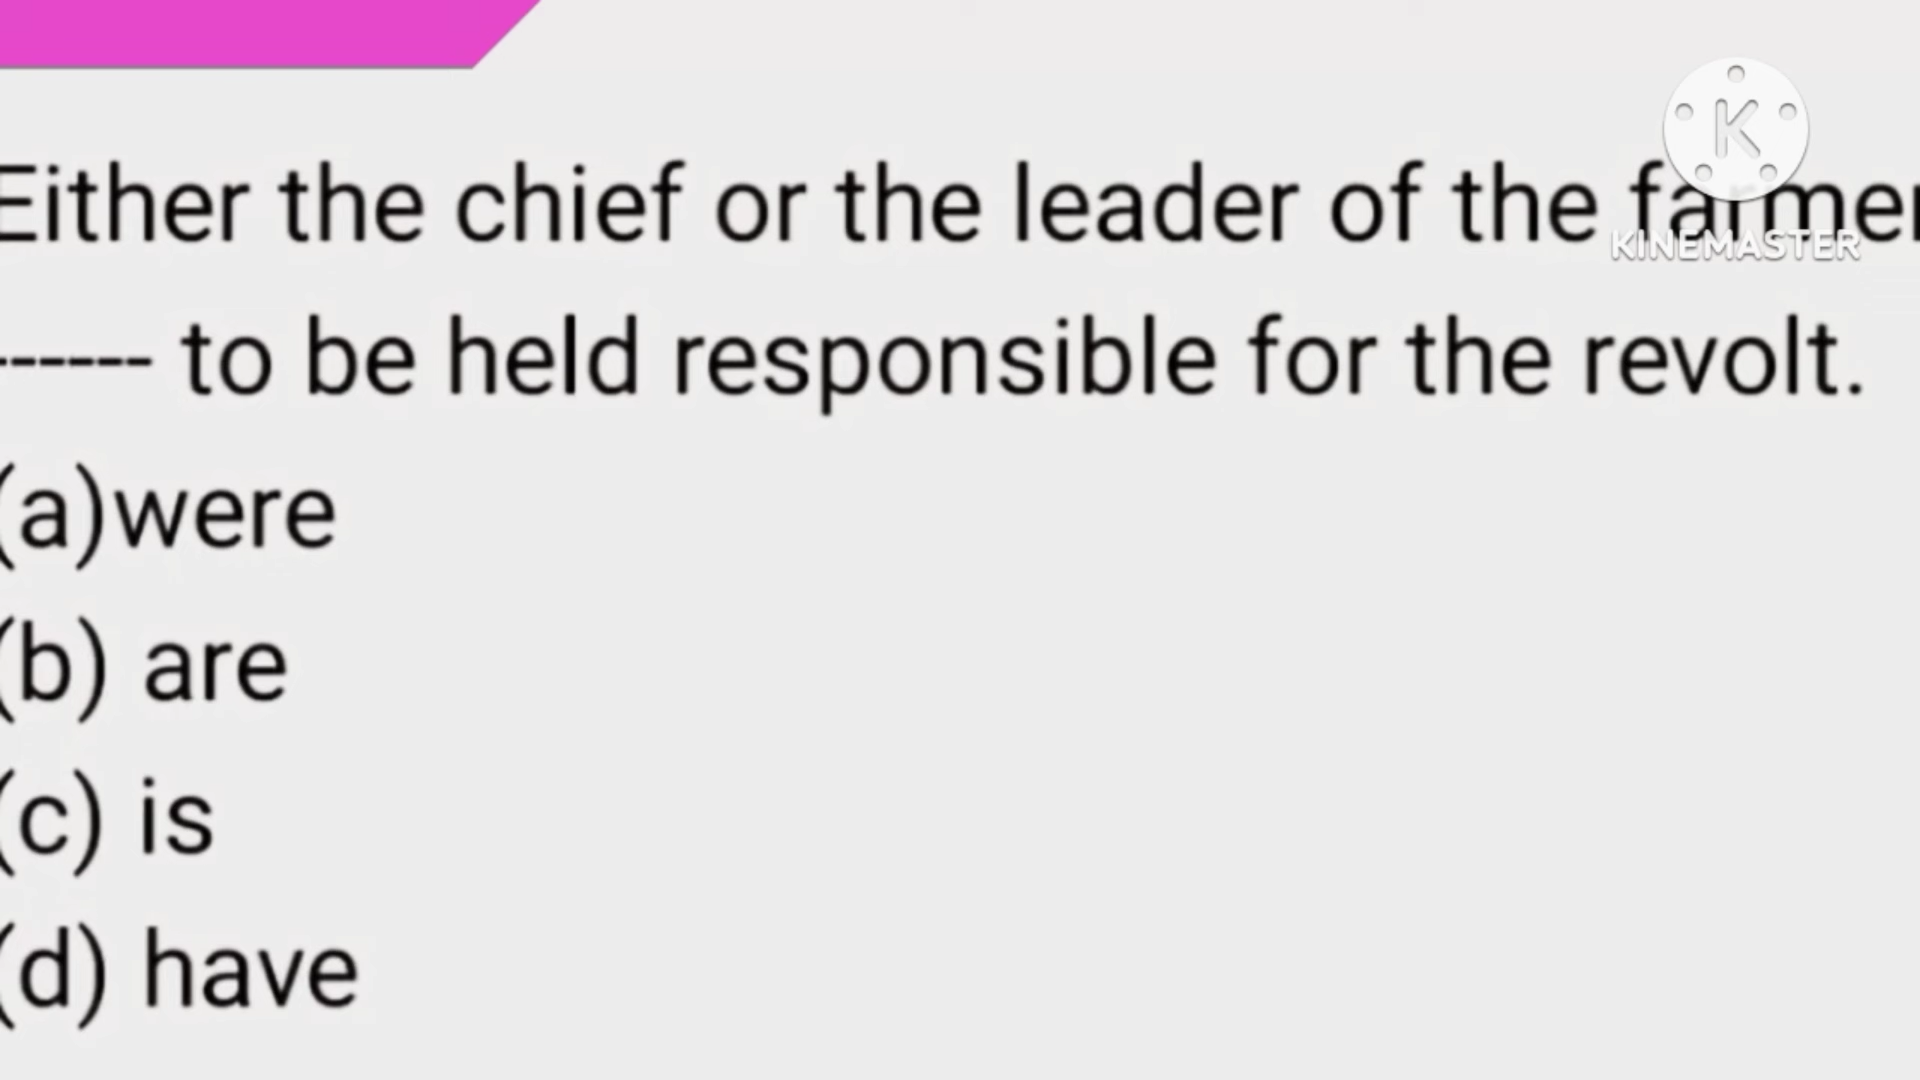 Either the chief or the leader of the farmer
------ to be held responsible for the revolt.
(a)were
(b) are
(c) is
(d) have
K
KINEMASTER